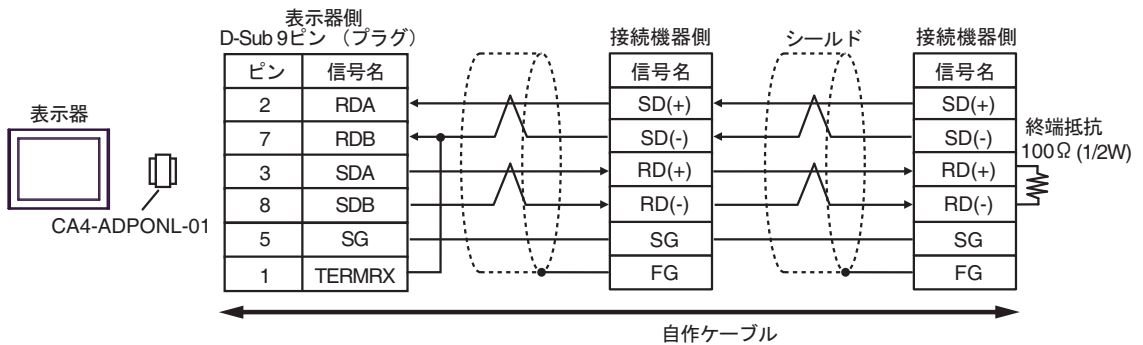 表示器側
D-Sub 9ピン （プラグ）
ピン 信号名
2 RDA
7 RDB
3 SDA
8 SDB
5 SG
1 TERMRX
表示器
CA4-ADPONL-01
接続機器側
信号名
SD(+)
SD(-)
RD(+)
RD(-)
SG
FG
シールド
接続機器側
信号名
SD(+)
SD(-)
RD(+)
RD(-)
SG
FG
終端抵抗
100Ω (1/2W)
自作ケーブル